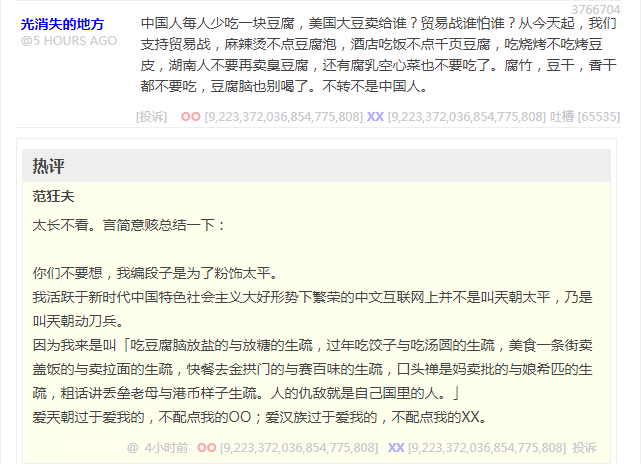 3766704
光消失的地方
@5 HOURS AGO
中国人每人少吃一块豆腐，美国大豆卖给谁？贸易战谁怕谁？从今天起，我们
支持贸易战，麻辣烫不点豆腐泡，酒店吃饭不点千页豆腐，吃烧烤不吃烤豆
皮，湖南人不要再卖臭豆腐，还有腐乳空心菜也不要吃了。腐竹，豆干，香干
都不要吃，豆腐脑也别喝了。不转不是中国人。
[投诉] OO [9,223,372,036,854,775,808] XX [9,223,372,036,854,775,808] 吐槽 [65535]
热评
范狂夫
太长不看。言简意赅总结一下：
你们不要想，我编段子是为了粉饰太平。
我活跃于新时代中国特色社会主义大好形势下繁荣的中文互联网上并不是叫天朝太平，乃是
叫天朝动刀兵。
因为我来是叫「吃豆腐脑放盐的与放糖的生疏，过年吃饺子与吃汤圆的生疏，美食一条街卖
盖饭的与卖拉面的生疏，快餐去金拱门的与赛百味的生疏，口头禅是妈卖批的与娘希匹的生
疏，粗话讲丢垒老母与港币样子生疏。人的仇敌就是自己国里的人。」
爱天朝过于爱我的，不配点我的OO；爱汉族过于爱我的，不配点我的XX。
@ 4小时前 OO [9,223,372,036,854,775,808] XX [9,223,372,036,854,775,808] 投诉